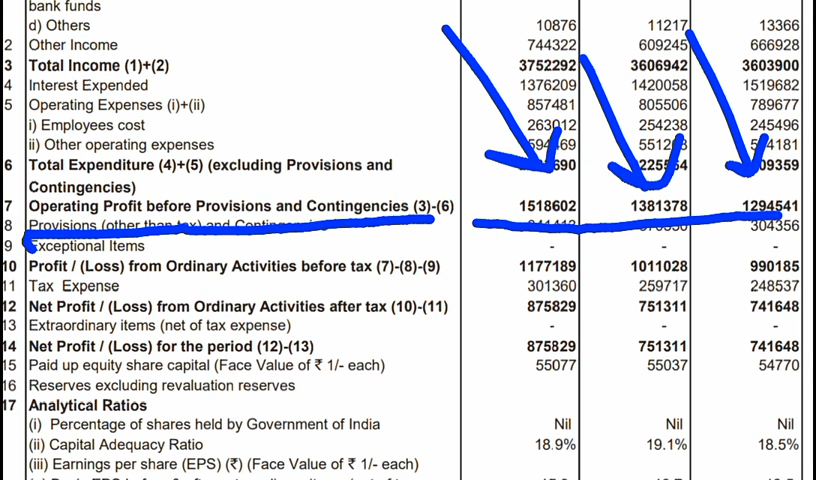 bank funds
d) Others 10876 11217 13366
2 Other Income 744322 609245 666928
3 Total Income (1)+(2) 3752292 3606942 3603900
4 Interest Expended 1376209 1420058 1519682
5 Operating Expenses (i)+(ii) 857481 805506 789677
i) Employees cost 263012 254238 245496
ii) Other operating expenses
6 Total Expenditure (4)+(5) (excluding Provisions and
Contingencies)
7 Operating Profit before Provisions and Contingencies (3)-(6) 1518602 1381378 1294541
8 Provisions (other than tax) and Contingencies 304356
9 Exceptional Items - - -
10 Profit / (Loss) from Ordinary Activities before tax (7)-(8)-(9) 1177189 1011028 990185
11 Tax Expense 301360 259717 248537
12 Net Profit / (Loss) from Ordinary Activities after tax (10)-(11) 875829 751311 741648
13 Extraordinary items (net of tax expense) - - -
14 Net Profit / (Loss) for the period (12)-(13) 875829 751311 741648
15 Paid up equity share capital (Face Value of ₹ 1/- each) 55077 55037 54770
16 Reserves excluding revaluation reserves
17 Analytical Ratios
(i) Percentage of shares held by Government of India Nil Nil Nil
(ii) Capital Adequacy Ratio 18.9% 19.1% 18.5%
(iii) Earnings per share (EPS) (₹) (Face Value of ₹ 1/- each)